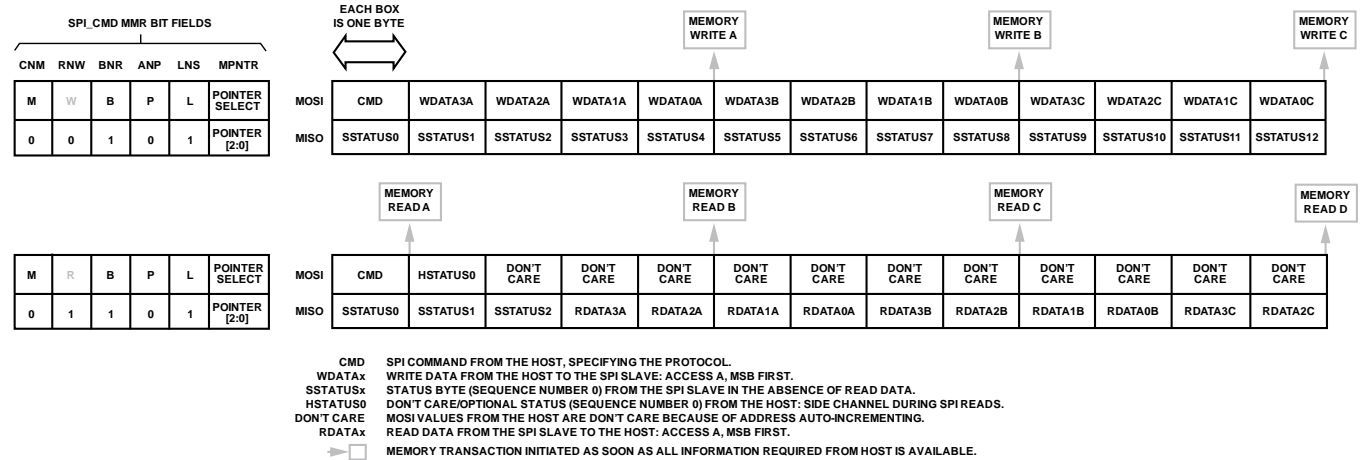 SPI_CMD MMR BIT FIELDS
EACH BOX
IS ONE BYTE
MEMORY
WRITE A
MEMORY
WRITE B
MEMORY
WRITE C
CNM RNW BNR ANP LNS MPNTR
M W B P L POINTER
SELECT
0 0 1 0 1 POINTER
[2:0]
MOSI CMD WDATA3A WDATA2A WDATA1A WDATA0A WDATA3B WDATA2B WDATA1B WDATA0B WDATA3C WDATA2C WDATA1C WDATA0C
MISO SSTATUS0 SSTATUS1 SSTATUS2 SSTATUS3 SSTATUS4 SSTATUS5 SSTATUS6 SSTATUS7 SSTATUS8 SSTATUS9 SSTATUS10 SSTATUS11 SSTATUS12
MEMORY
READ A
MEMORY
READ B
MEMORY
READ C
MEMORY
READ D
M R B P L POINTER
SELECT
0 1 1 0 1 POINTER
[2:0]
MOSI CMD HSTATUS0 DON'T DON'T DON'T DON'T DON'T DON'T DON'T DON'T DON'T DON'T DON'T
CARE CARE CARE CARE CARE CARE CARE CARE CARE CARE CARE
MISO SSTATUS0 SSTATUS1 SSTATUS2 RDATA3A RDATA2A RDATA1A RDATA0A RDATA3B RDATA2B RDATA1B RDATA0B RDATA3C RDATA2C
CMD SPI COMMAND FROM THE HOST, SPECIFYING THE PROTOCOL.
WDATAx WRITE DATA FROM THE HOST TO THE SPI SLAVE: ACCESS A, MSB FIRST.
SSTATUSx STATUS BYTE (SEQUENCE NUMBER 0) FROM THE SPI SLAVE IN THE ABSENCE OF READ DATA.
HSTATUS0 DON'T CARE/OPTIONAL STATUS (SEQUENCE NUMBER 0) FROM THE HOST: SIDE CHANNEL DURING SPI READS.
DON'T CARE MOSI VALUES FROM THE HOST ARE DON'T CARE BECAUSE OF ADDRESS AUTO-INCREMENTING.
RDATAx READ DATA FROM THE SPI SLAVE TO THE HOST: ACCESS A, MSB FIRST.
MEMORY TRANSACTION INITIATED AS SOON AS ALL INFORMATION REQUIRED FROM HOST IS AVAILABLE.